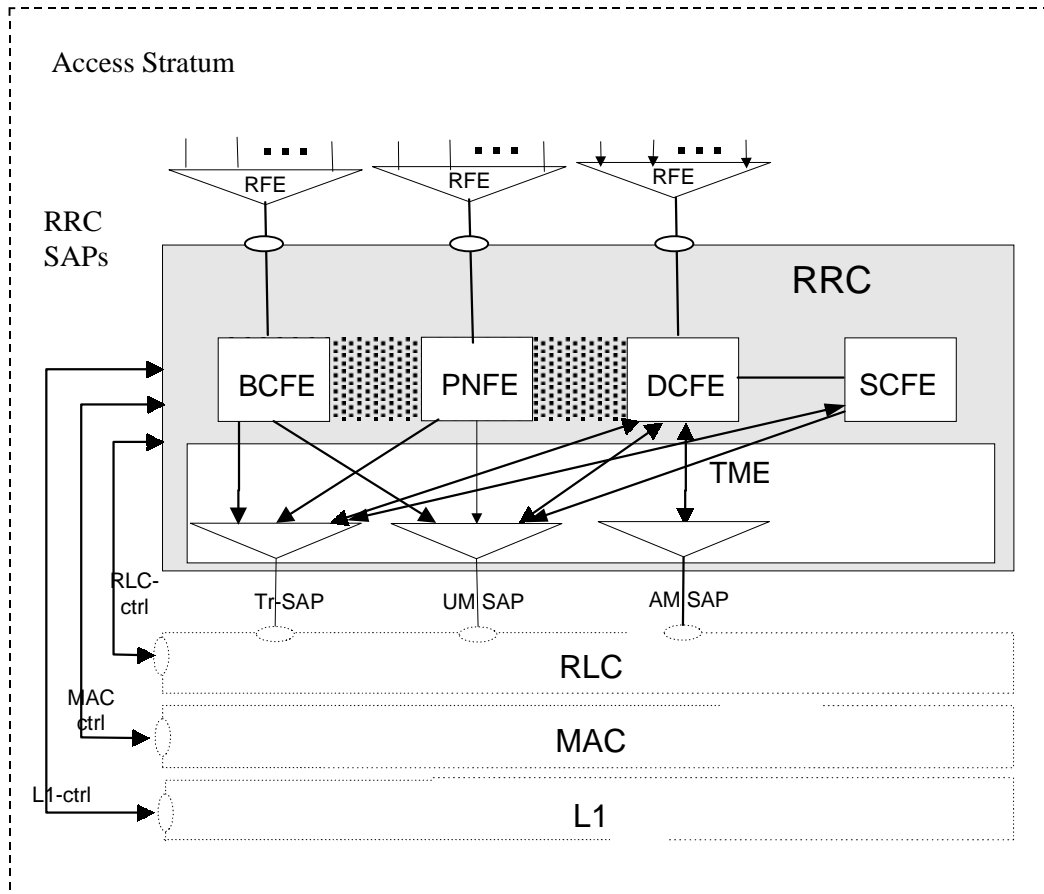 Access Stratum
RFE
RFE
RFE
RRC
SAPs
RRC
BCFE
PNFE
DCFE
SCFE
TME
RLC-
ctrl
Tr-SAP
UM SAP
AM SAP
RLC
MAC
ctrl
MAC
L1-ctrl
L1